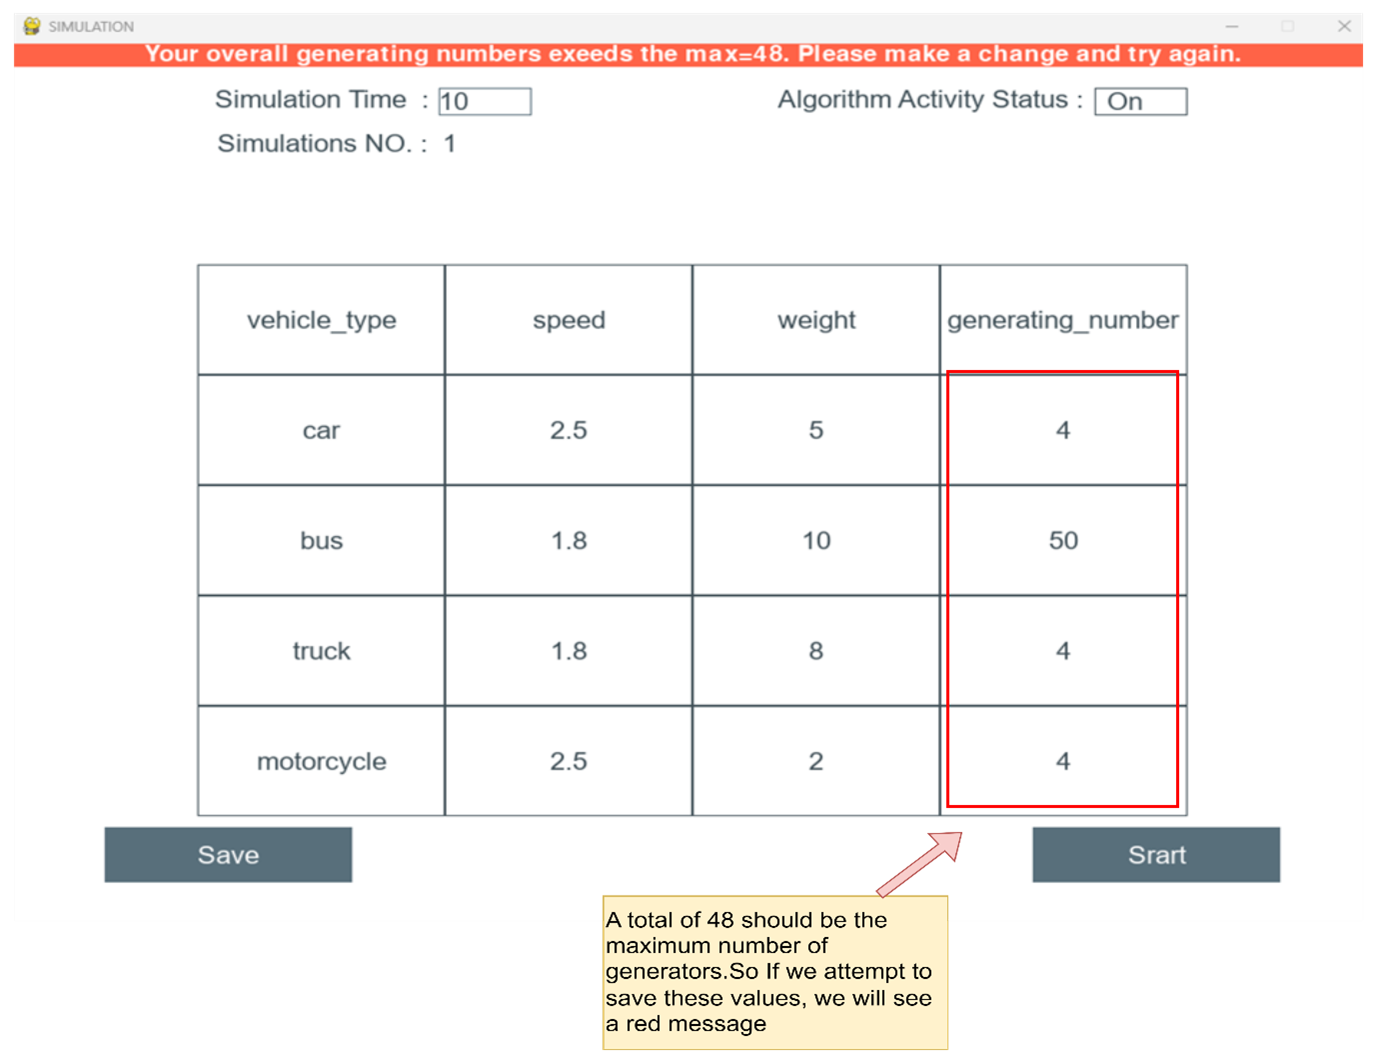 SIMULATION
Your overall generating numbers exeeds the max=48. Please make a change and try again.
Simulation Time : 10 Algorithm Activity Status : On
Simulations NO. : 1
vehicle_type speed weight generating_number
car 2.5 5 4
bus 1.8 10 50
truck 1.8 8 4
motorcycle 2.5 2 4
Save Srart
A total of 48 should be the
maximum number of
generators.So If we attempt to
save these values, we will see
a red message